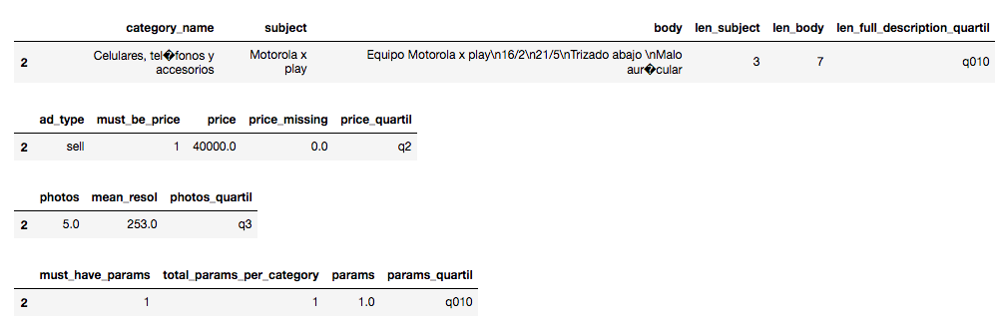 category_name subject body len_subject len_body len_full_description_quartil
2 Celulares, tel�fonos y accesorios Motorola x play Equipo Motorola x play\n16/2\n21/5\nTrizado abajo \nMalo aur�cular 3 7 q010
ad_type must_be_price price price_missing price_quartil
2 sell 1 40000.0 0.0 q2
photos mean_resol photos_quartil
2 5.0 253.0 q3
must_have_params total_params_per_category params params_quartil
2 1 1 1.0 q010